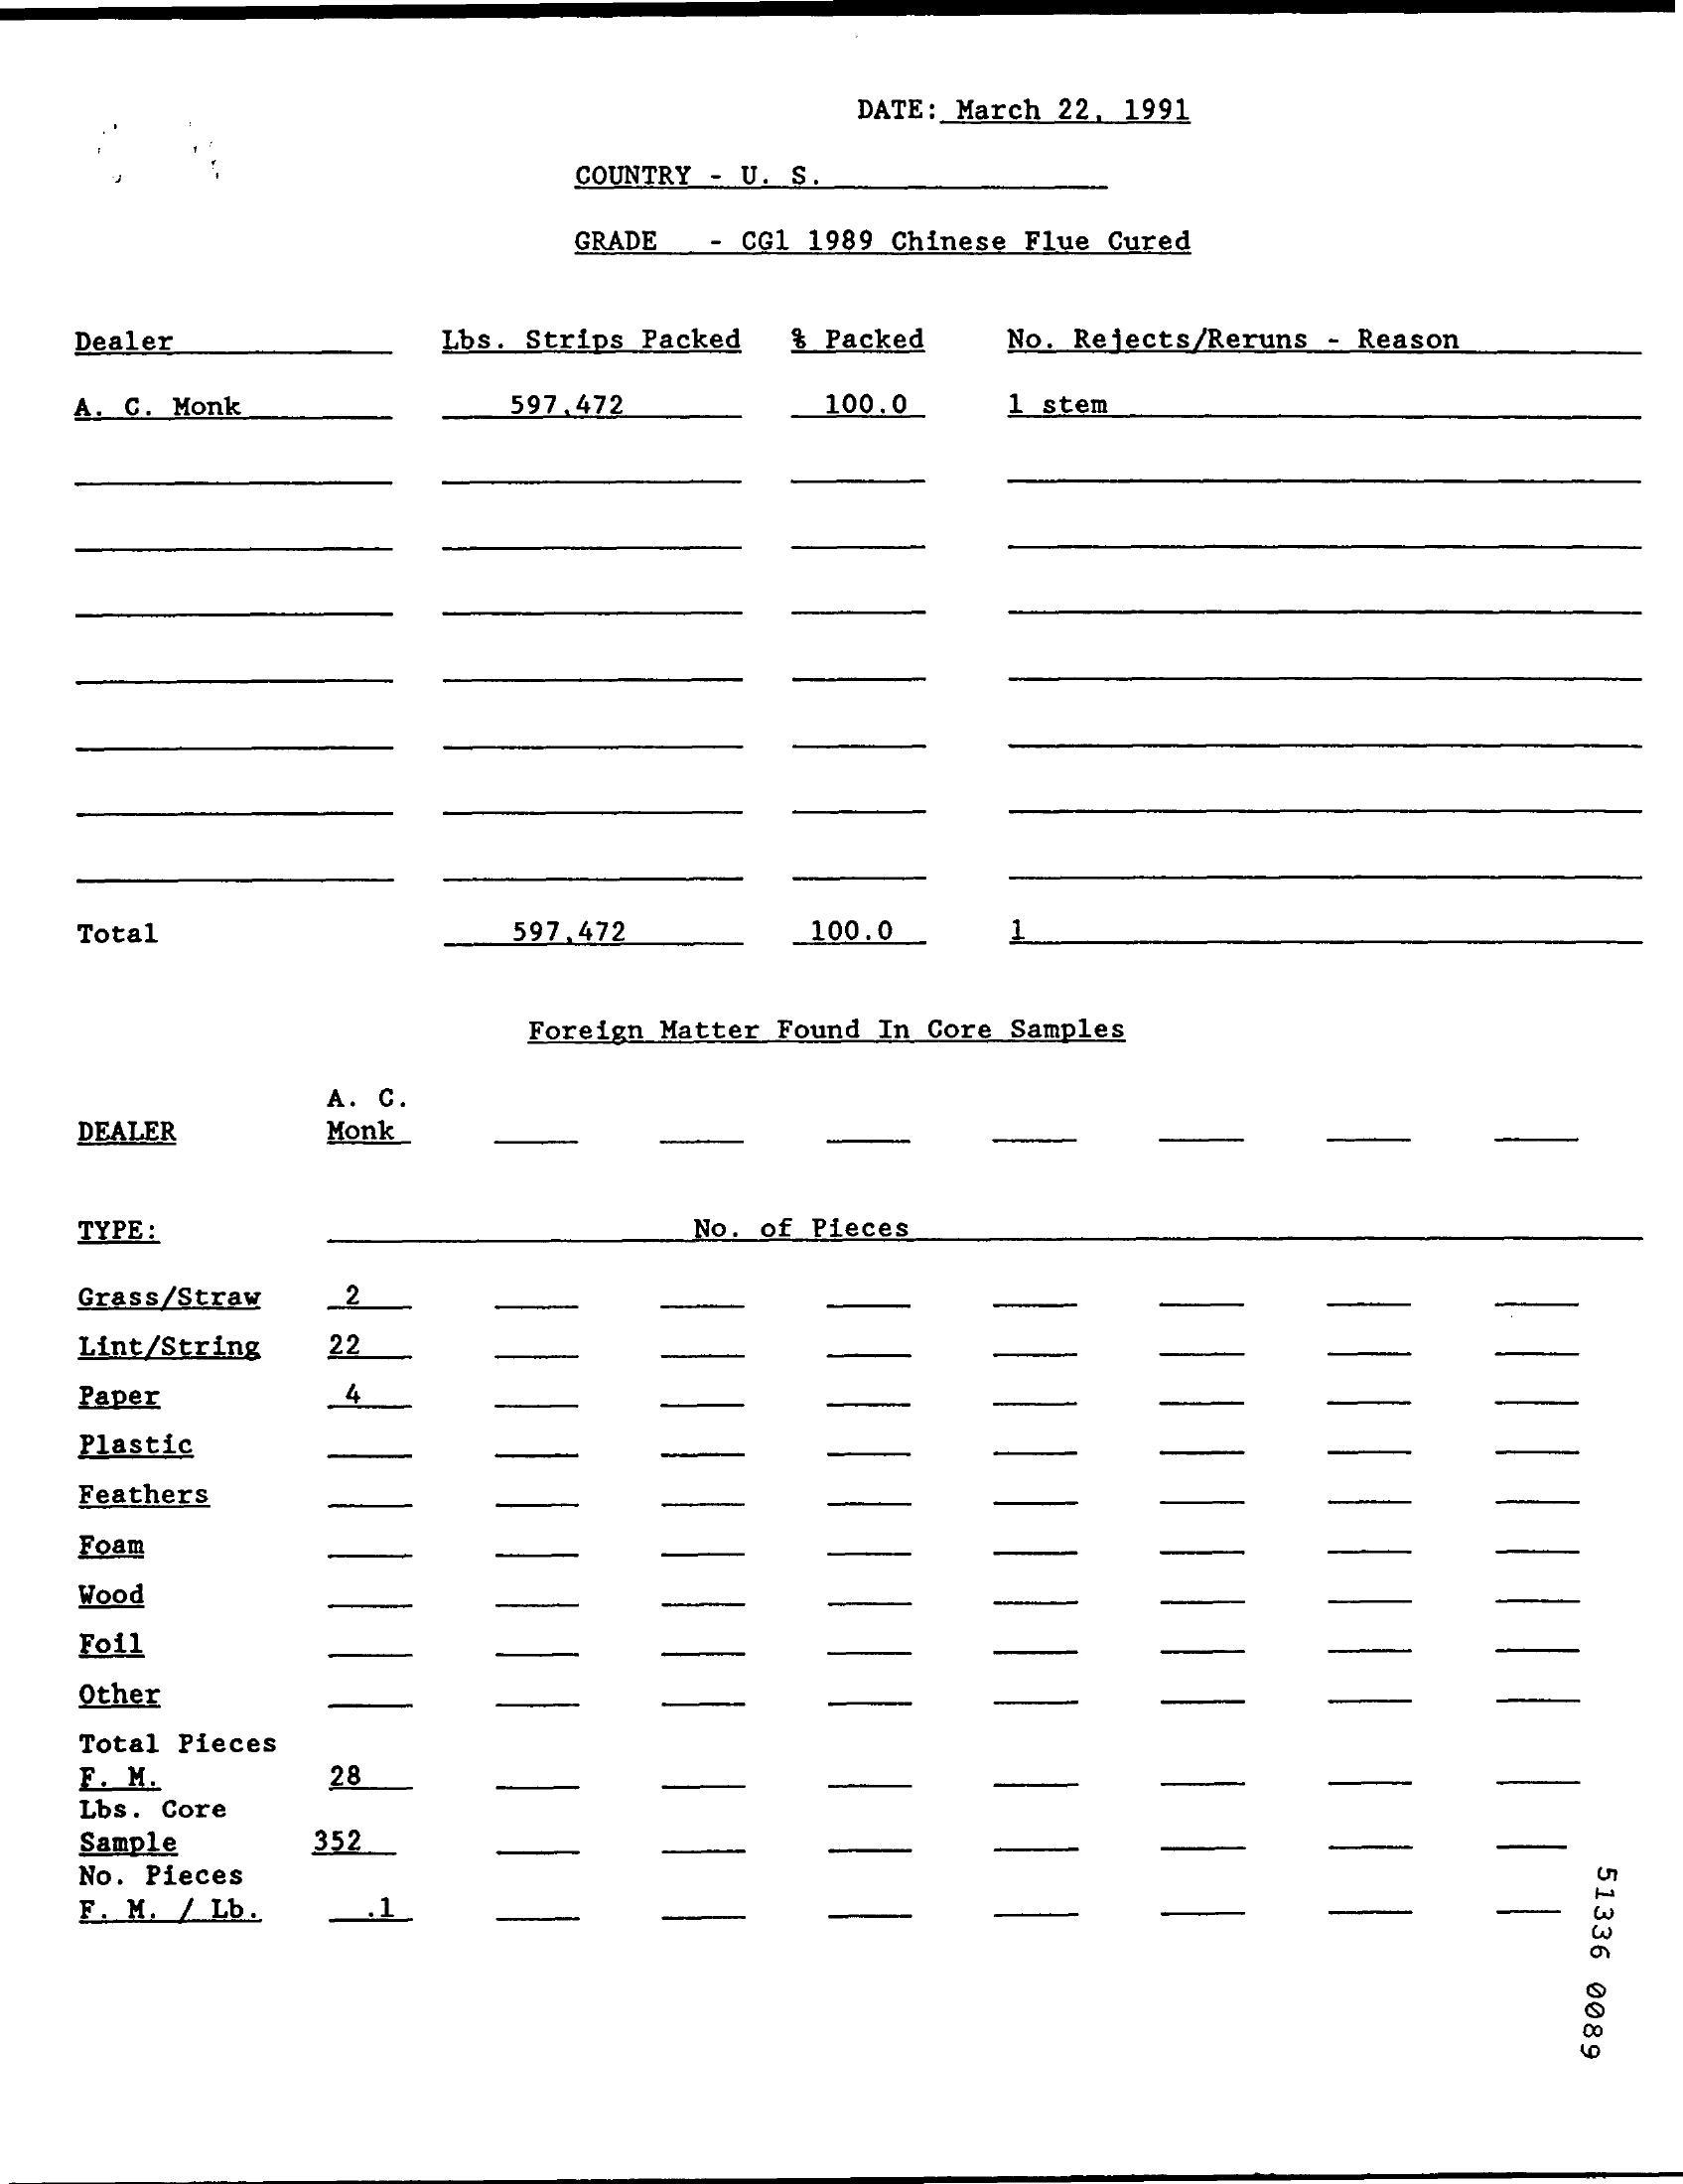 DATE: March 22, 1991
COUNTRY - U. S.
GRADE - CG1 1989 Chinese Flue Cured
Dealer Lbs. Strips Packed % Packed No. Rejects/Reruns - Reason
A. C. Monk 597,472 100.0 1 stem
Total 597,472 100.0 1
Foreign Matter Found In Core Samples
A. C.
DEALER Monk
TYPE: No. of Pieces
Grass/Straw 2
Lint/String 22
Paper 4
Plastic
Feathers
Foam
Wood
Foil
Other
Total Pieces
F. M. 28
Lbs. Core
Sample 352
No. Pieces
F. M. / Lb. .1
51336 0089